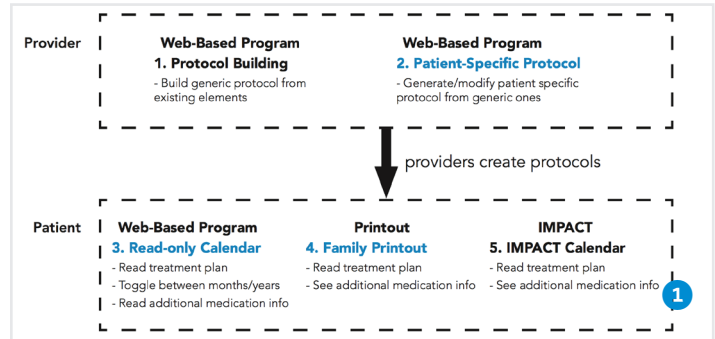 Provider
Web-Based Program
1. Protocol Building
- Build generic protocol from
existing elements
Web-Based Program
2. Patient-Specific Protocol
- Generate/modify patient specific
protocol from generic ones
providers create protocols
Patient
Web-Based Program
3. Read-only Calendar
- Read treatment plan
- Toggle between months/years
- Read additional medication info
Printout
4. Family Printout
- Read treatment plan
- See additional medication info
IMPACT
5. IMPACT Calendar
- Read treatment plan
- See additional medication info
1